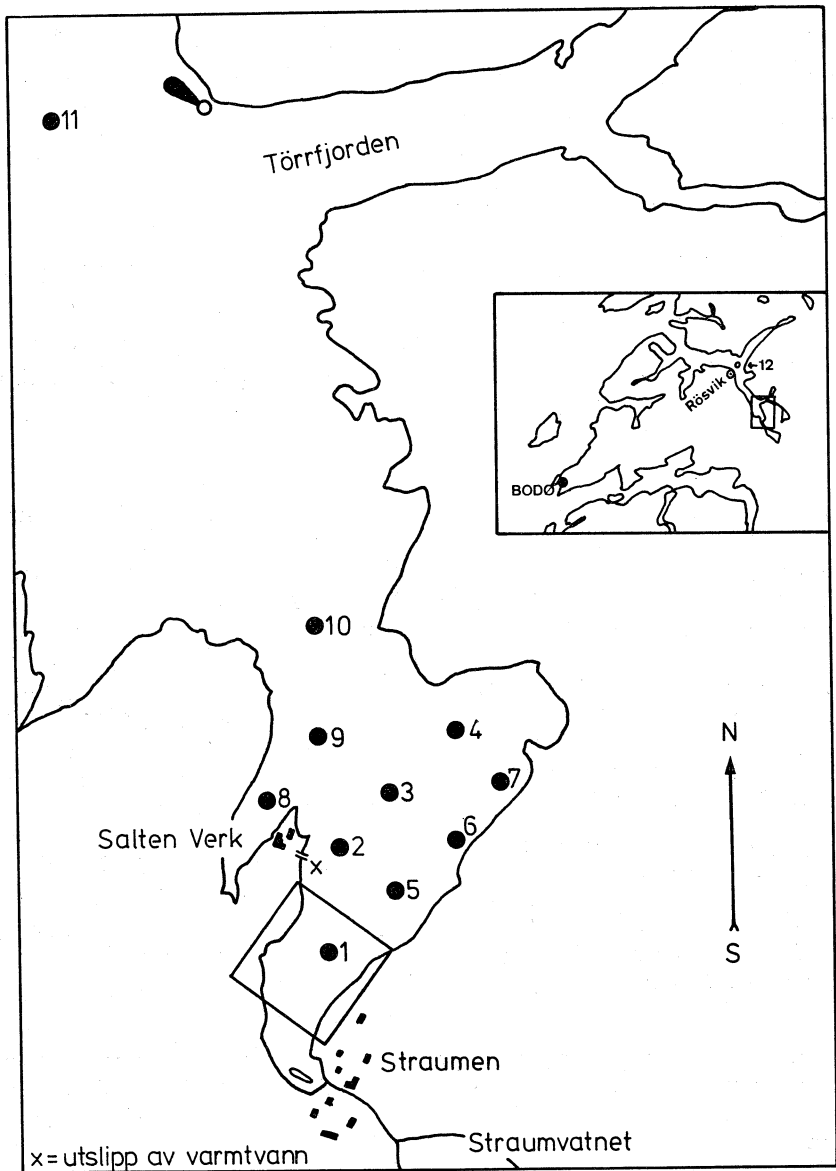 11
Törrfjorden
12
Rösvik
BODØ
10
N
9
4
7
8
3
6
Salten Verk
2
x
5
1
S
Straumen
Straumvatnet
x = utslipp av varmtvann